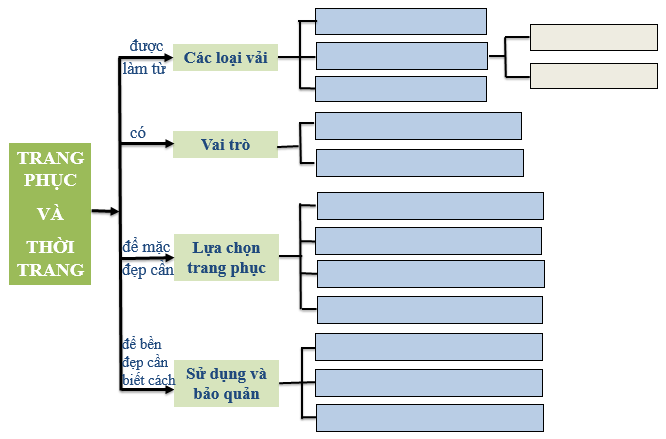 TRANG
PHỤC
VÀ
THỜI
TRANG
được
làm từ
Các loại vải
có
Vai trò
để mặc
đẹp cần
Lựa chọn
trang phục
để bền
đẹp cần
biết cách
Sử dụng và
bảo quản